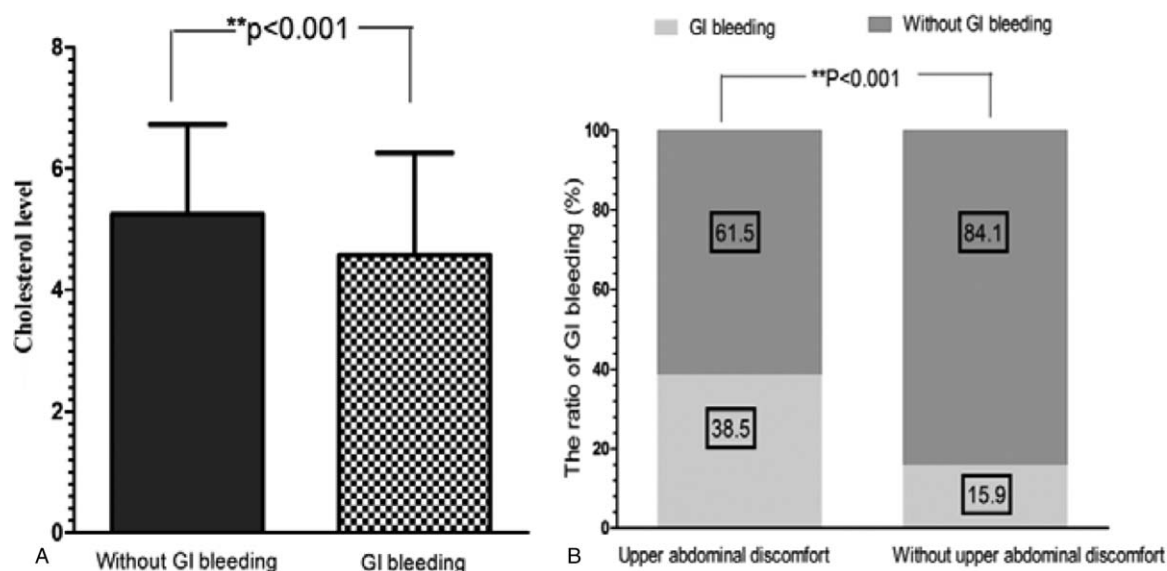 **p<0.001
8
6
4
2
0
Cholesterol level
Without GI bleeding
GI bleeding
A
GI bleeding
Without GI bleeding
**P<0.001
100
80
60
40
20
0
The ratio of GI bleeding (%)
61.5
84.1
38.5
15.9
Upper abdominal discomfort
Without upper abdominal discomfort
B